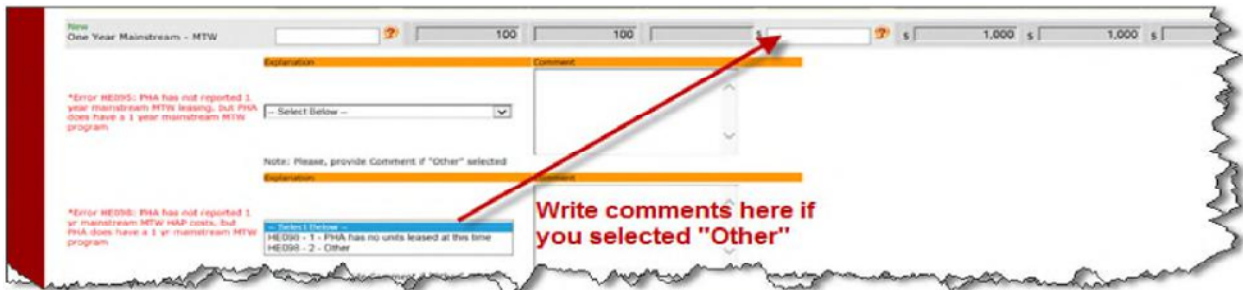 New
One Year Mainstream - MTW ? 100 100 $ ? $ 1,000 $ 1,000 $
Explanation Comment
*Error HE095: PHA has not reported 1
year mainstream MTW leasing, but PHA
does have a 1 year mainstream MTW
program
-- Select Below --
Note: Please, provide Comment if "Other" selected
Explanation Comment
*Error HE098: PHA has not reported 1
yr mainstream MTW HAP costs, but
PHA does have a 1 yr mainstream MTW
program
-- Select Below --
HE098 - 1 - PHA has no units leased at this time
HE098 - 2 - Other
Write comments here if
you selected "Other"